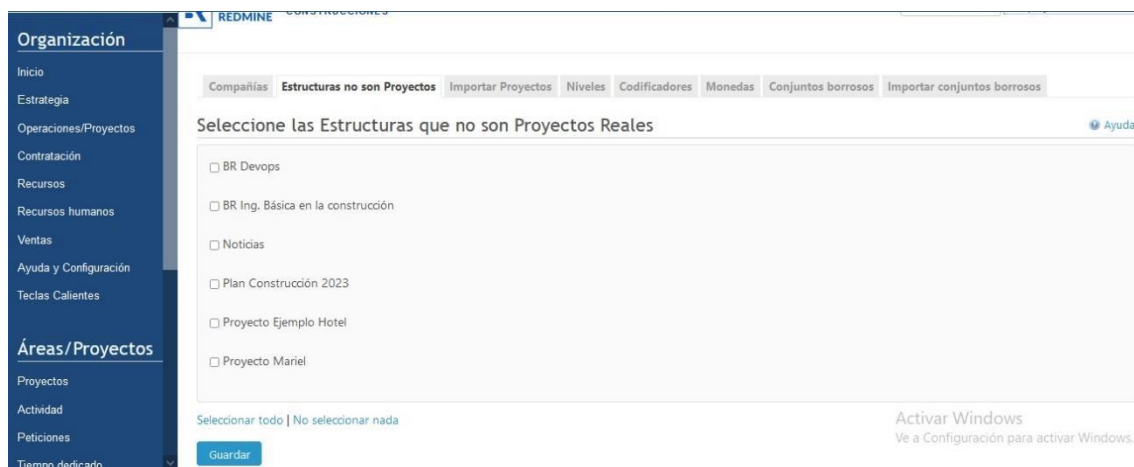 REDMINE
Organización
Inicio
Estrategia
Operaciones/Proyectos
Contratación
Recursos
Recursos humanos
Ventas
Ayuda y Configuración
Teclas Calientes
Áreas/Proyectos
Proyectos
Actividad
Peticiones
Tiempo dedicado
Compañías Estructuras no son Proyectos Importar Proyectos Niveles Codificadores Monedas Conjuntos borrosos Importar conjuntos borrosos
Seleccione las Estructuras que no son Proyectos Reales
Ayuda
BR Devops
BR Ing. Básica en la construcción
Noticias
Plan Construcción 2023
Proyecto Ejemplo Hotel
Proyecto Mariel
Seleccionar todo | No seleccionar nada
Guardar
Activar Windows
Ve a Configuración para activar Windows.